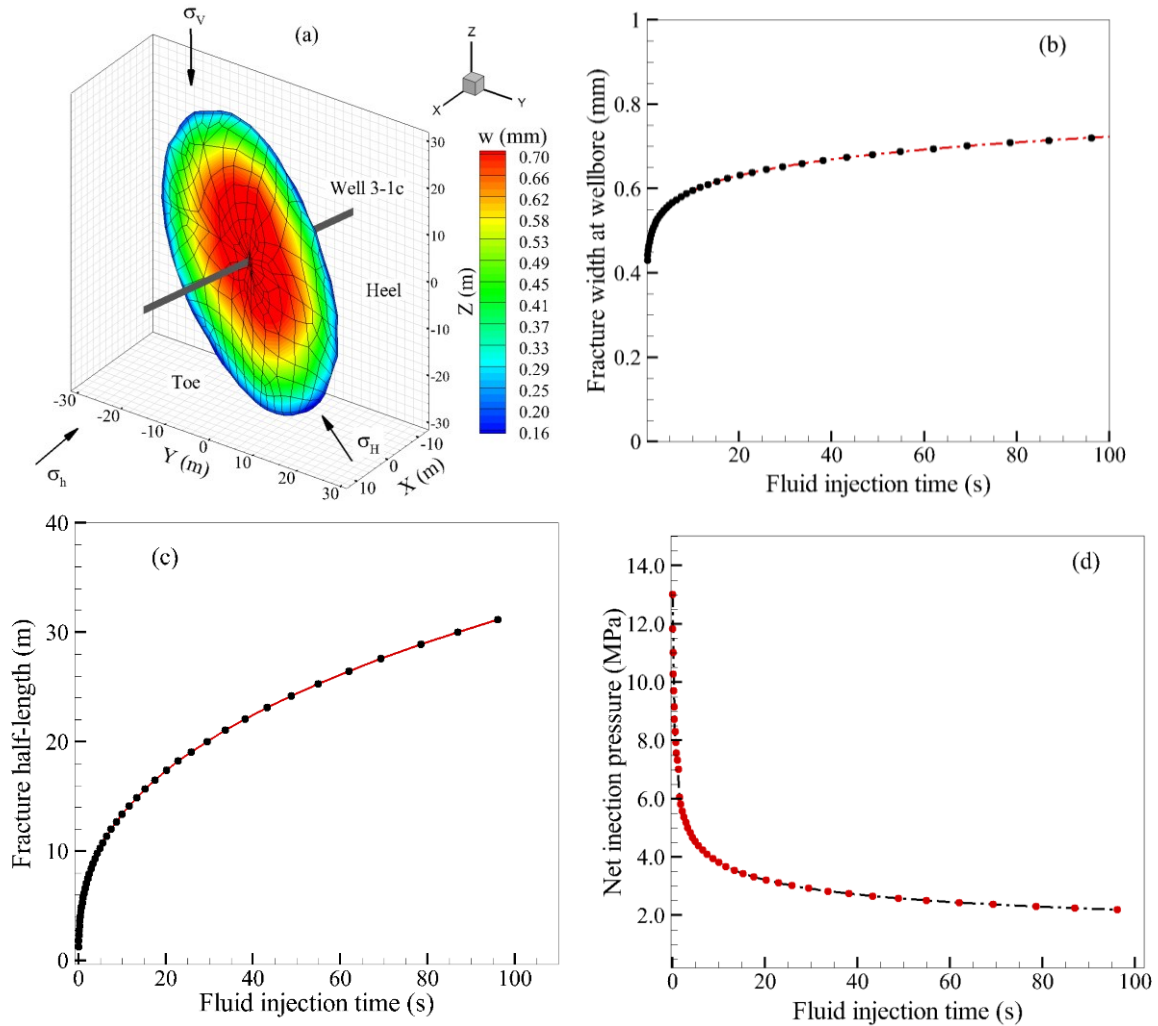 σV
(a)
Z
X
Y
w (mm)
0.70
0.66
0.62
0.58
0.53
0.49
0.45
0.41
0.37
0.33
0.29
0.24
0.20
0.16
Well 3-1c
Heel
Toe
Z (m)
30
20
10
0
-10
-20
-30
-30
-20
-10
0
10
20
30
Y (m)
-10
0
10
X (m)
σH
σh
(b)
Fracture width at wellbore (mm)
1
0.8
0.6
0.4
0.2
0
20
40
60
80
100
Fluid injection time (s)
(c)
Fracture half-length (m)
40
30
20
10
0
0
20
40
60
80
100
Fluid injection time (s)
(d)
Net inection pressure (MPa)
14.0
12.0
10.0
8.0
6.0
4.0
2.0
0
20
40
60
80
100
Fluid injection time (s)